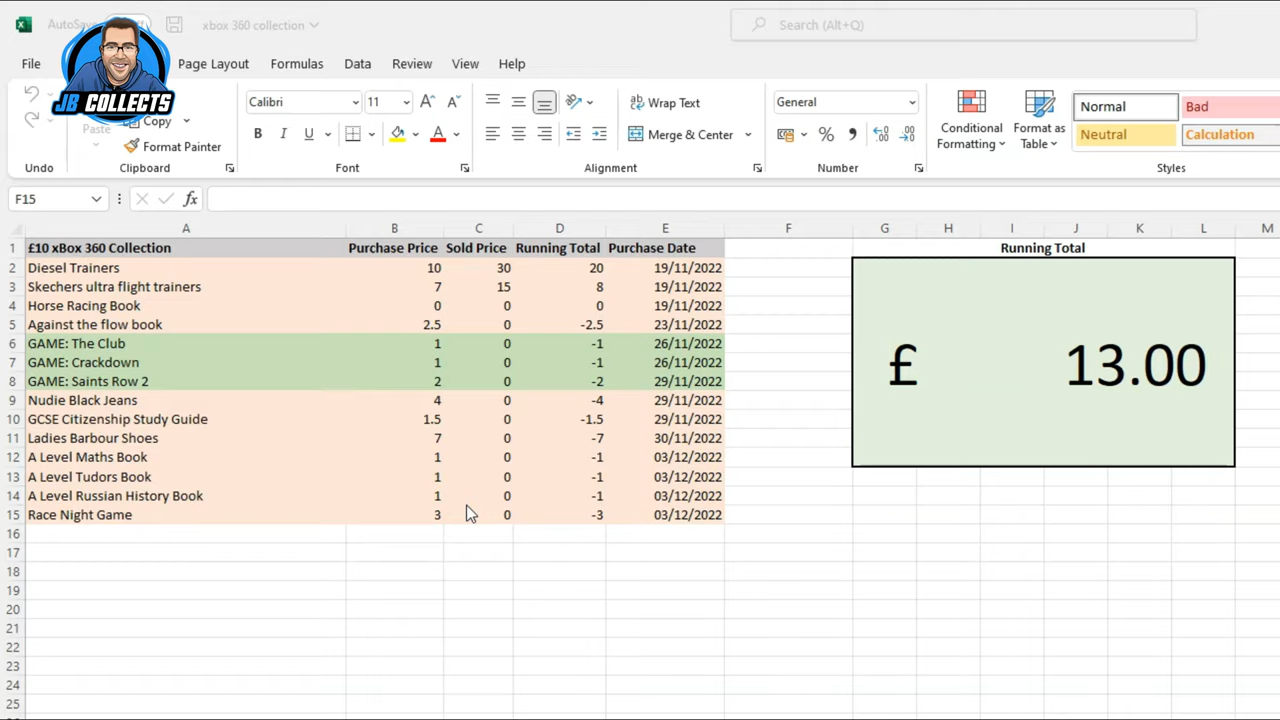 AutoSave
xbox 360 collection
Search (Alt+Q)
JB COLLECTS
File
Page Layout
Formulas
Data
Review
View
Help
Paste
Copy
Format Painter
Calibri
11
B I U
A
Wrap Text
Merge & Center
General
%
Conditional
Formatting
Format as
Table
Normal
Bad
Neutral
Calculation
Undo
Clipboard
Font
Alignment
Number
Styles
F15
fx
A B C D E F G H I J K L M
1 £10 xBox 360 Collection Purchase Price Sold Price Running Total Purchase Date Running Total
2 Diesel Trainers 10 30 20 19/11/2022
3 Skechers ultra flight trainers 7 15 8 19/11/2022
4 Horse Racing Book 0 0 0 19/11/2022
5 Against the flow book 2.5 0 -2.5 23/11/2022
6 GAME: The Club 1 0 -1 26/11/2022
7 GAME: Crackdown 1 0 -1 26/11/2022
£ 13.00
8 GAME: Saints Row 2 2 0 -2 29/11/2022
9 Nudie Black Jeans 4 0 -4 29/11/2022
10 GCSE Citizenship Study Guide 1.5 0 -1.5 29/11/2022
11 Ladies Barbour Shoes 7 0 -7 30/11/2022
12 A Level Maths Book 1 0 -1 03/12/2022
13 A Level Tudors Book 1 0 -1 03/12/2022
14 A Level Russian History Book 1 0 -1 03/12/2022
15 Race Night Game 3 0 -3 03/12/2022
16
17
18
19
20
21
22
23
24
25